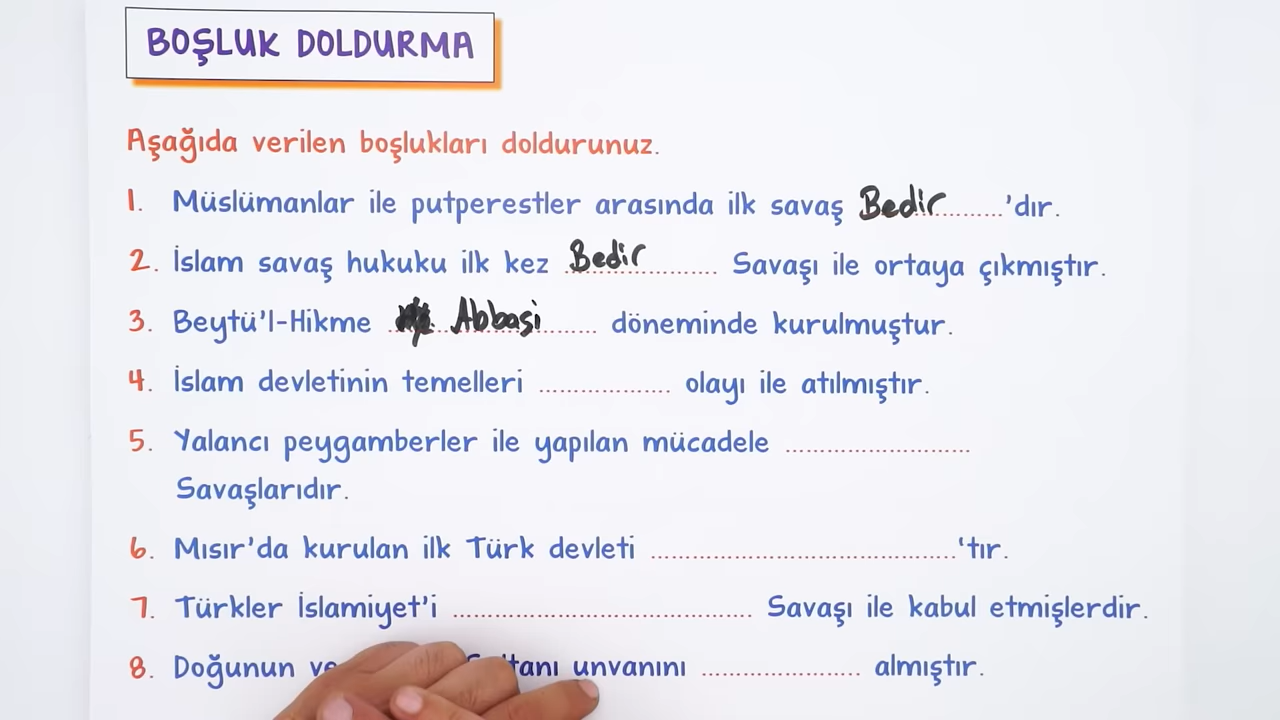 BOŞLUK DOLDURMA
Aşağıda verilen boşlukları doldurunuz.
1. Müslümanlar ile putperestler arasında ilk savaş Bedir ...........'dır.
2. İslam savaş hukuku ilk kez Bedir ........... Savaşı ile ortaya çıkmıştır.
3. Beytü'l-Hikme ........ Abbasi ........ döneminde kurulmuştur.
4. İslam devletinin temelleri .................. olayı ile atılmıştır.
5. Yalancı peygamberler ile yapılan mücadele .........................
Savaşlarıdır.
6. Mısır'da kurulan ilk Türk devleti .........................................'tır.
7. Türkler İslamiyet'i ........................................ Savaşı ile kabul etmişlerdir.
8. Doğunun unvanını ..................... almıştır.